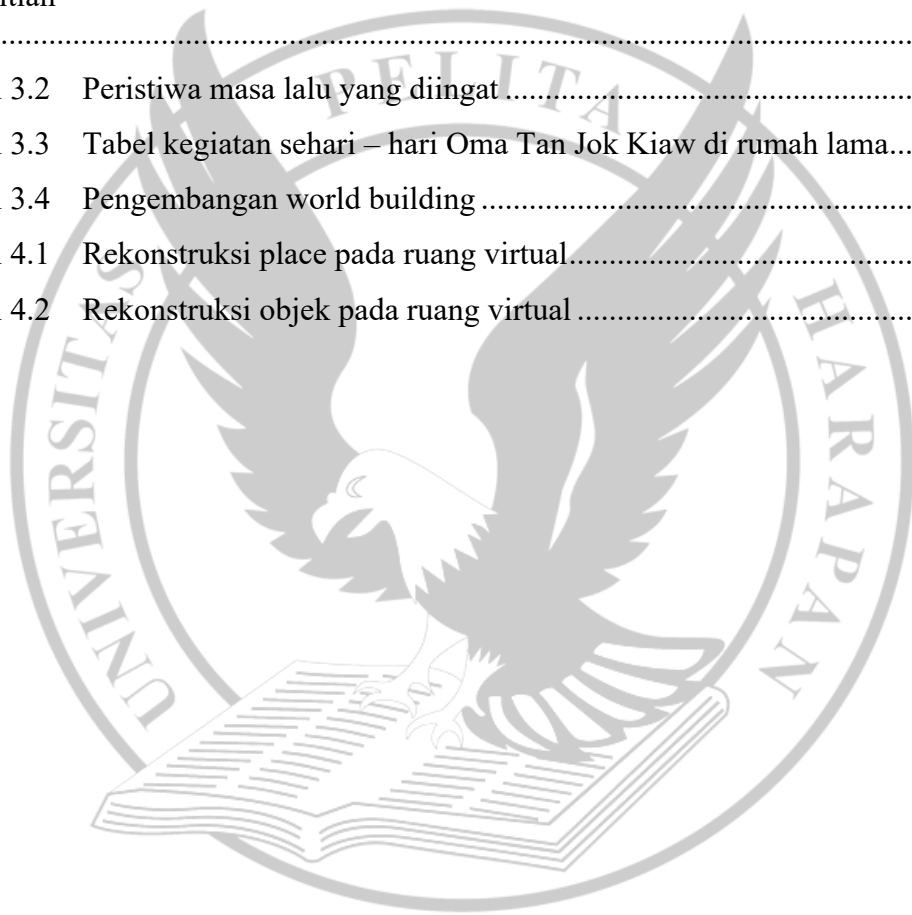 3.2 Peristiwa masa lalu yang diingat ........................................
3.3 Tabel kegiatan sehari – hari Oma Tan Jok Kiaw di rumah lama...
3.4 Pengembangan world building ........................................
4.1 Rekonstruksi place pada ruang virtual........................................
4.2 Rekonstruksi objek pada ruang virtual ........................................
UNIVERSITAS PELITA HARAPAN